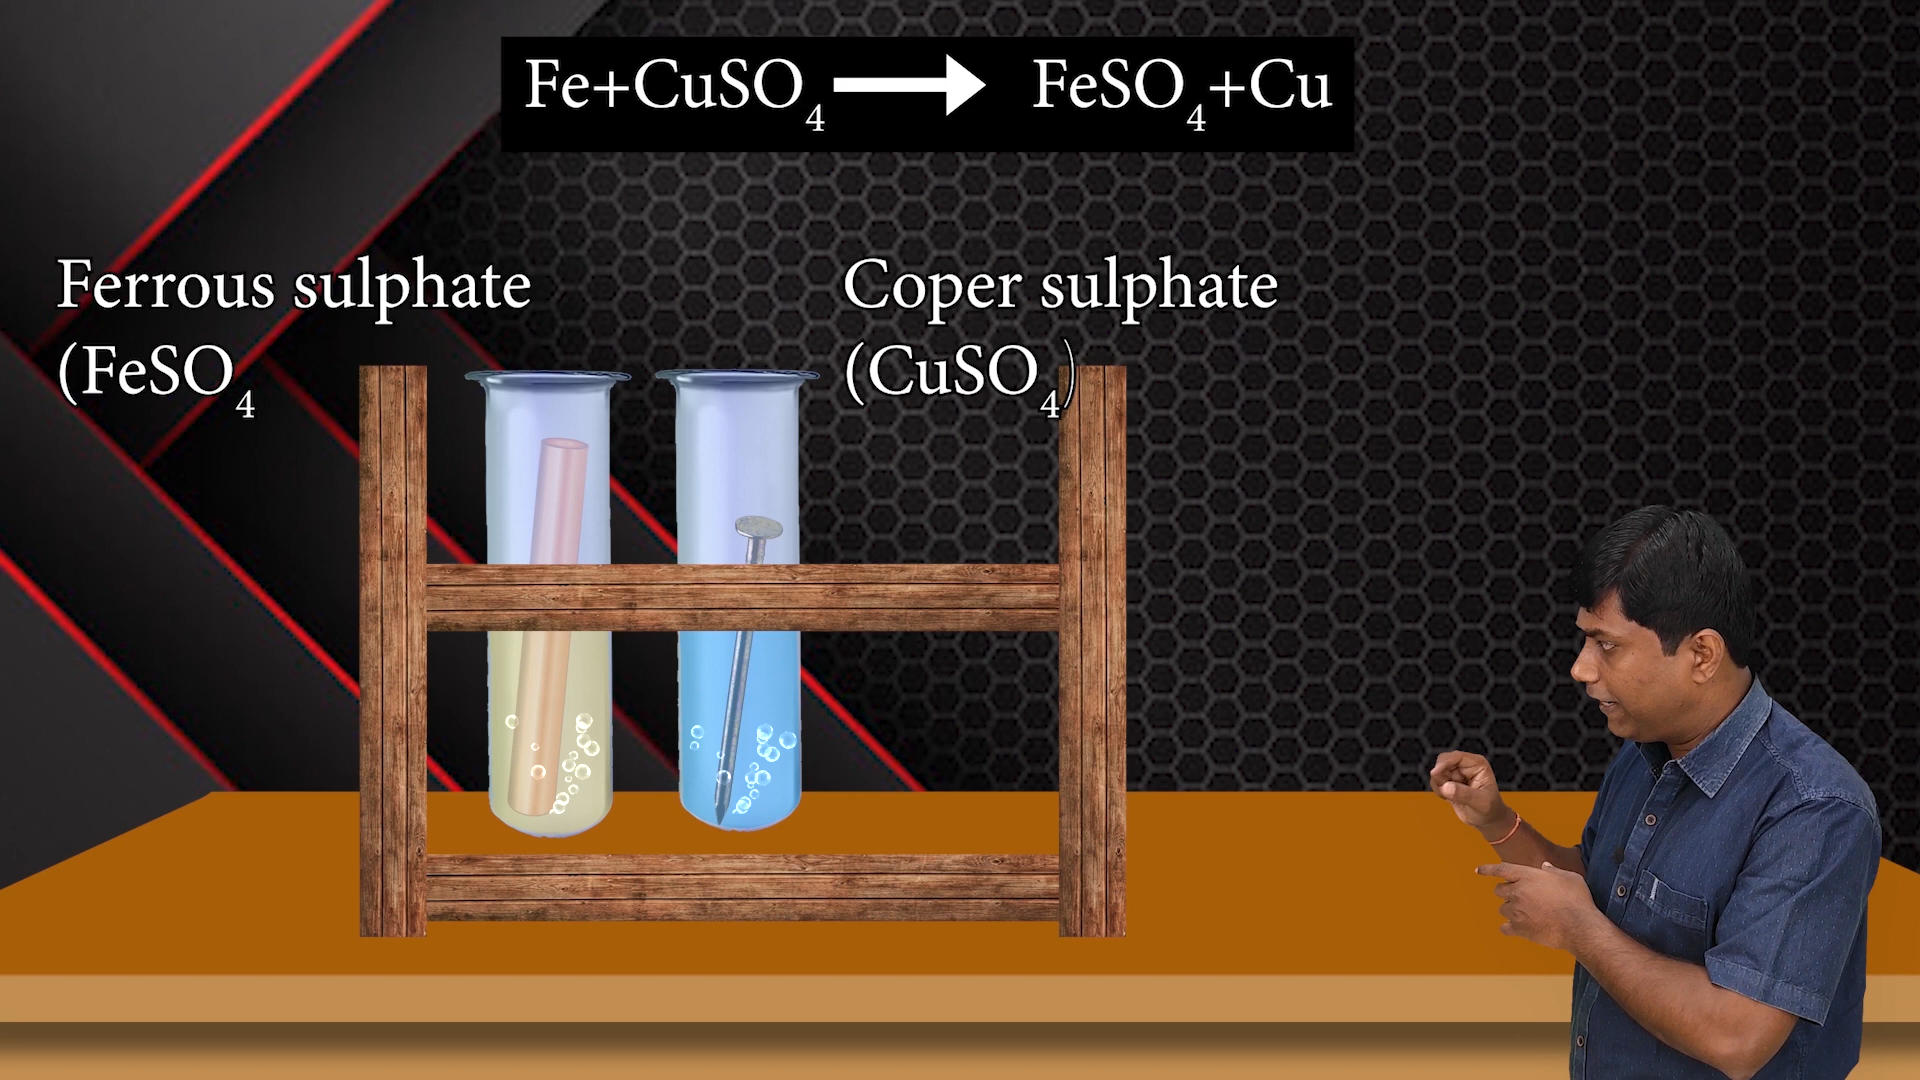 Fe+CuSO₄ → FeSO₄+Cu
Ferrous sulphate
(FeSO₄
Coper sulphate
(CuSO₄)